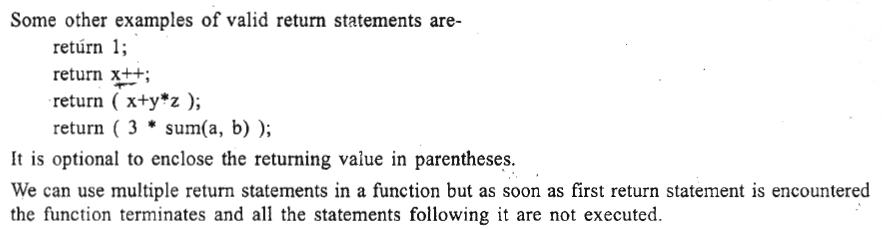 Some other examples of valid return statements are-
return 1;
return x++;
return ( x+y*z );
return ( 3 * sum(a, b) );
It is optional to enclose the returning value in parentheses.
We can use multiple return statements in a function but as soon as first return statement is encountered
the function terminates and all the statements following it are not executed.